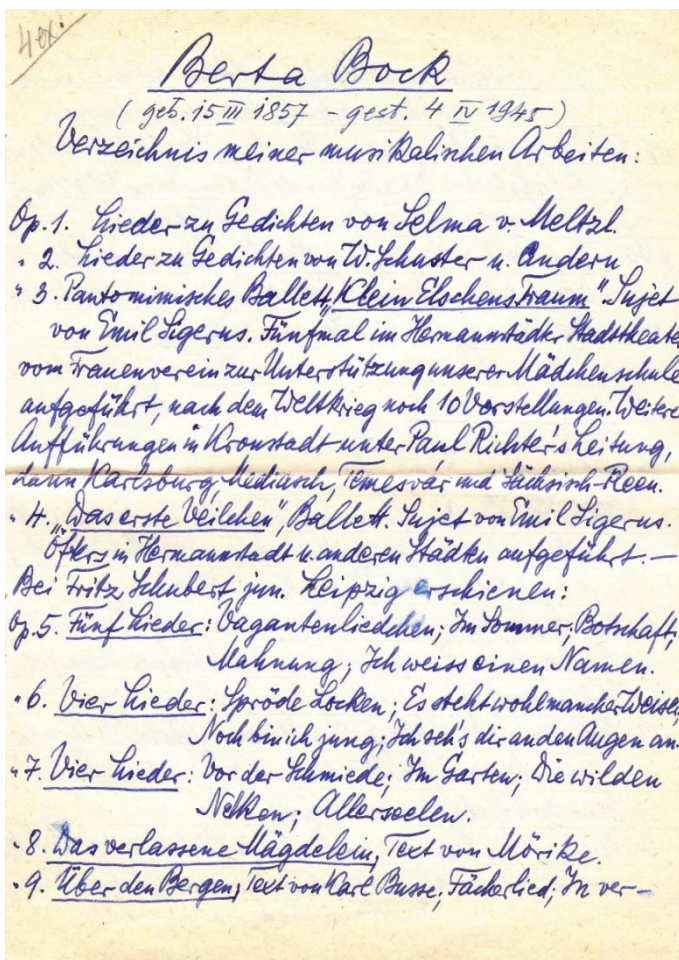 4 ex.
Berta Bock
(geb. 15 III 1857 – gest. 4 IV 1945)
Verzeichnis meiner musikalischen Arbeiten:
Op. 1. Lieder zu Gedichten von Selma v. Meltzl.
" 2. Lieder zu Gedichten von W. Schuster u. Andern
" 3. Pantomimisches Ballett „Klein Elschens Traum". Sujet
von Emil Sigerus. Fünfmal im Hermannstädter Stadttheate
vom Frauenverein zur Unterstützung unserer Mädchenschule
aufgeführt, nach dem Weltkrieg noch 10 Vorstellungen. Weitere
Aufführungen in Kronstadt unter Paul Richter's Leitung,
dann Karlsburg, Mediasch, Temesvár und Sächsisch-Reen.
" 4. „Das erste Veilchen", Ballett. Sujet von Emil Sigerus.
Öfters in Hermannstadt u. anderen Städten aufgeführt. –
Bei Fritz Schubert jun. Leipzig erschienen:
Op. 5. Fünf Lieder: Vagantenliedchen; Im Sommer; Botschaft;
Mahnung; Ich weiss einen Namen.
" 6. Vier Lieder: Spröde Locken; Es steht wohl mancher Weiser
Noch bin ich jung; Ich seh's dir an den Augen an.
" 7. Vier Lieder: Vor der Schmiede; Im Garten; Die wilden
Nelken; Allerseelen.
" 8. Das verlassene Mägdelein, Text von Mörike.
" 9. Über den Bergen, Text von Karl Busse; Fächerlied; In ver–